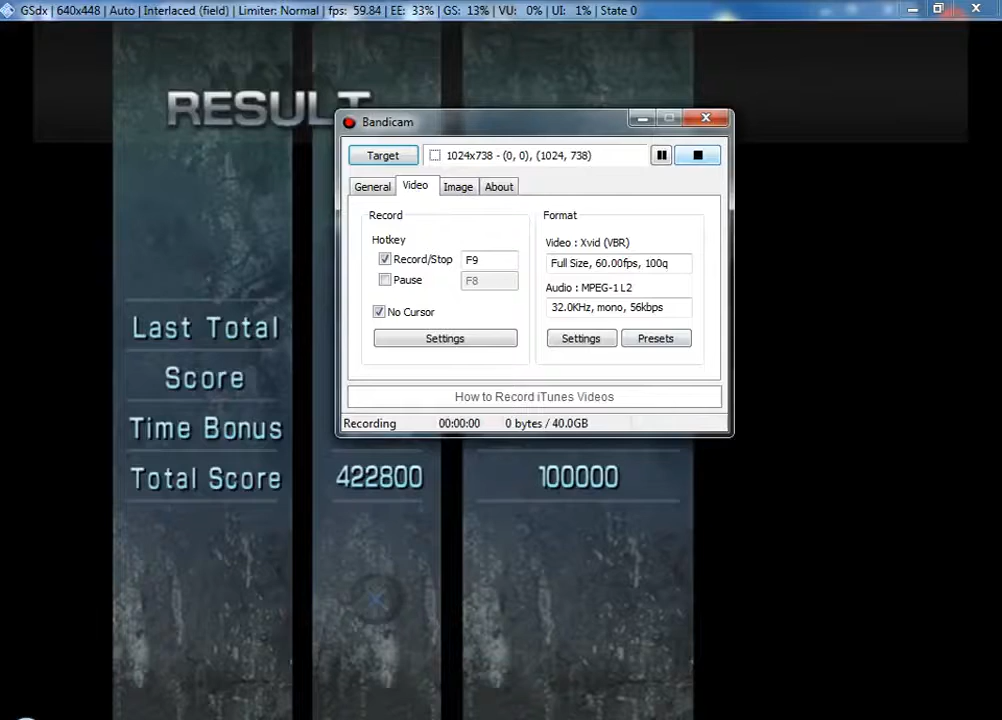 GSdx | 640x448 | Auto | Interlaced (field) | Limiter: Normal | fps: 59.84 | EE: 33% | GS: 13% | VU: 0% | UI: 1% | State 0
RESULT
Bandicam
Target
1024x738 - (0, 0), (1024, 738)
General
Video
Image
About
Record
Hotkey
Record/Stop
F9
Pause
F8
No Cursor
Settings
Format
Video : Xvid (VBR)
Full Size, 60.00fps, 100q
Audio : MPEG-1 L2
32.0KHz, mono, 56kbps
Settings
Presets
How to Record iTunes Videos
Recording
00:00:00
0 bytes / 40.0GB
Last Total
Score
Time Bonus
Total Score
422800
100000